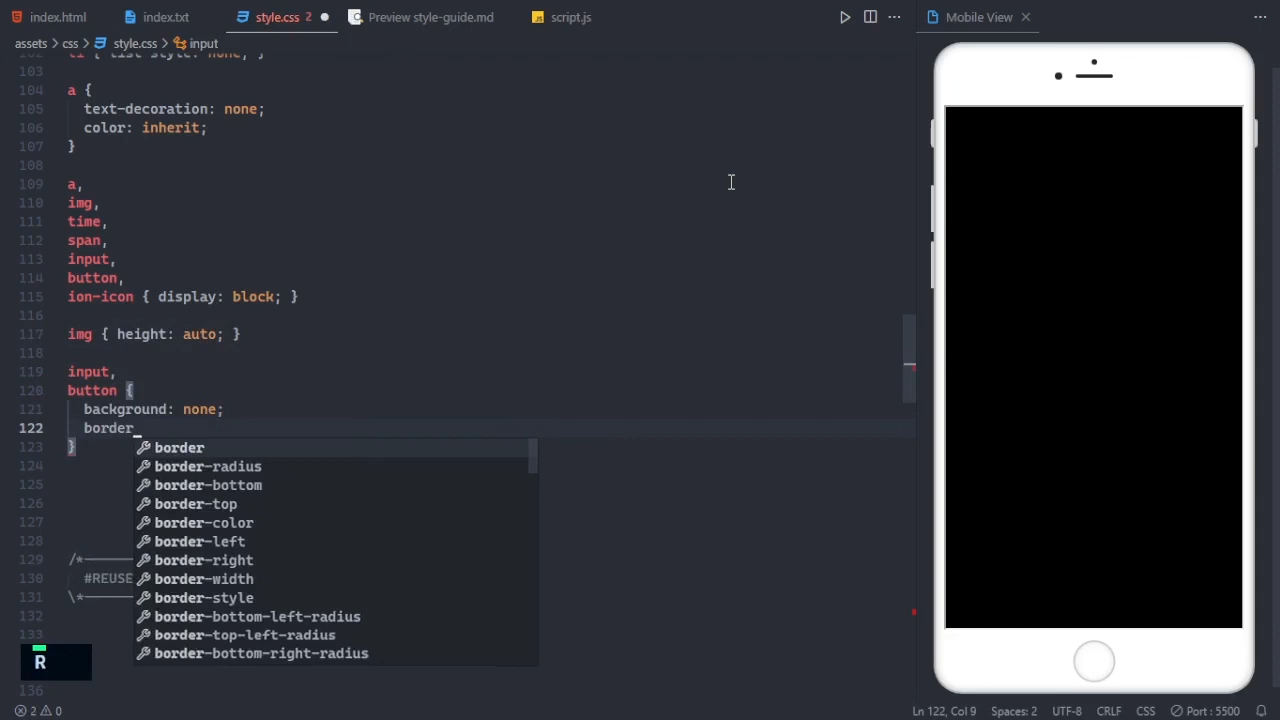 index.html index.txt style.css 2 Preview style-guide.md script.js Mobile View
assets > css > style.css > input
102 li { list-style: none; }
103
104 a {
105 text-decoration: none;
106 color: inherit;
107 }
108
109 a,
110 img,
111 time,
112 span,
113 input,
114 button,
115 ion-icon { display: block; }
116
117 img { height: auto; }
118
119 input,
120 button {
121 background: none;
122 border
123 }
border
124
border-radius
125
border-bottom
126
border-top
127
border-color
128
border-left
129 /*
border-right
130 #REUSE
border-width
131 \*
border-style
132
border-bottom-left-radius
133
border-top-left-radius
border-bottom-right-radius
R
136
2 0 Ln 122, Col 9 Spaces: 2 UTF-8 CRLF CSS Port : 5500